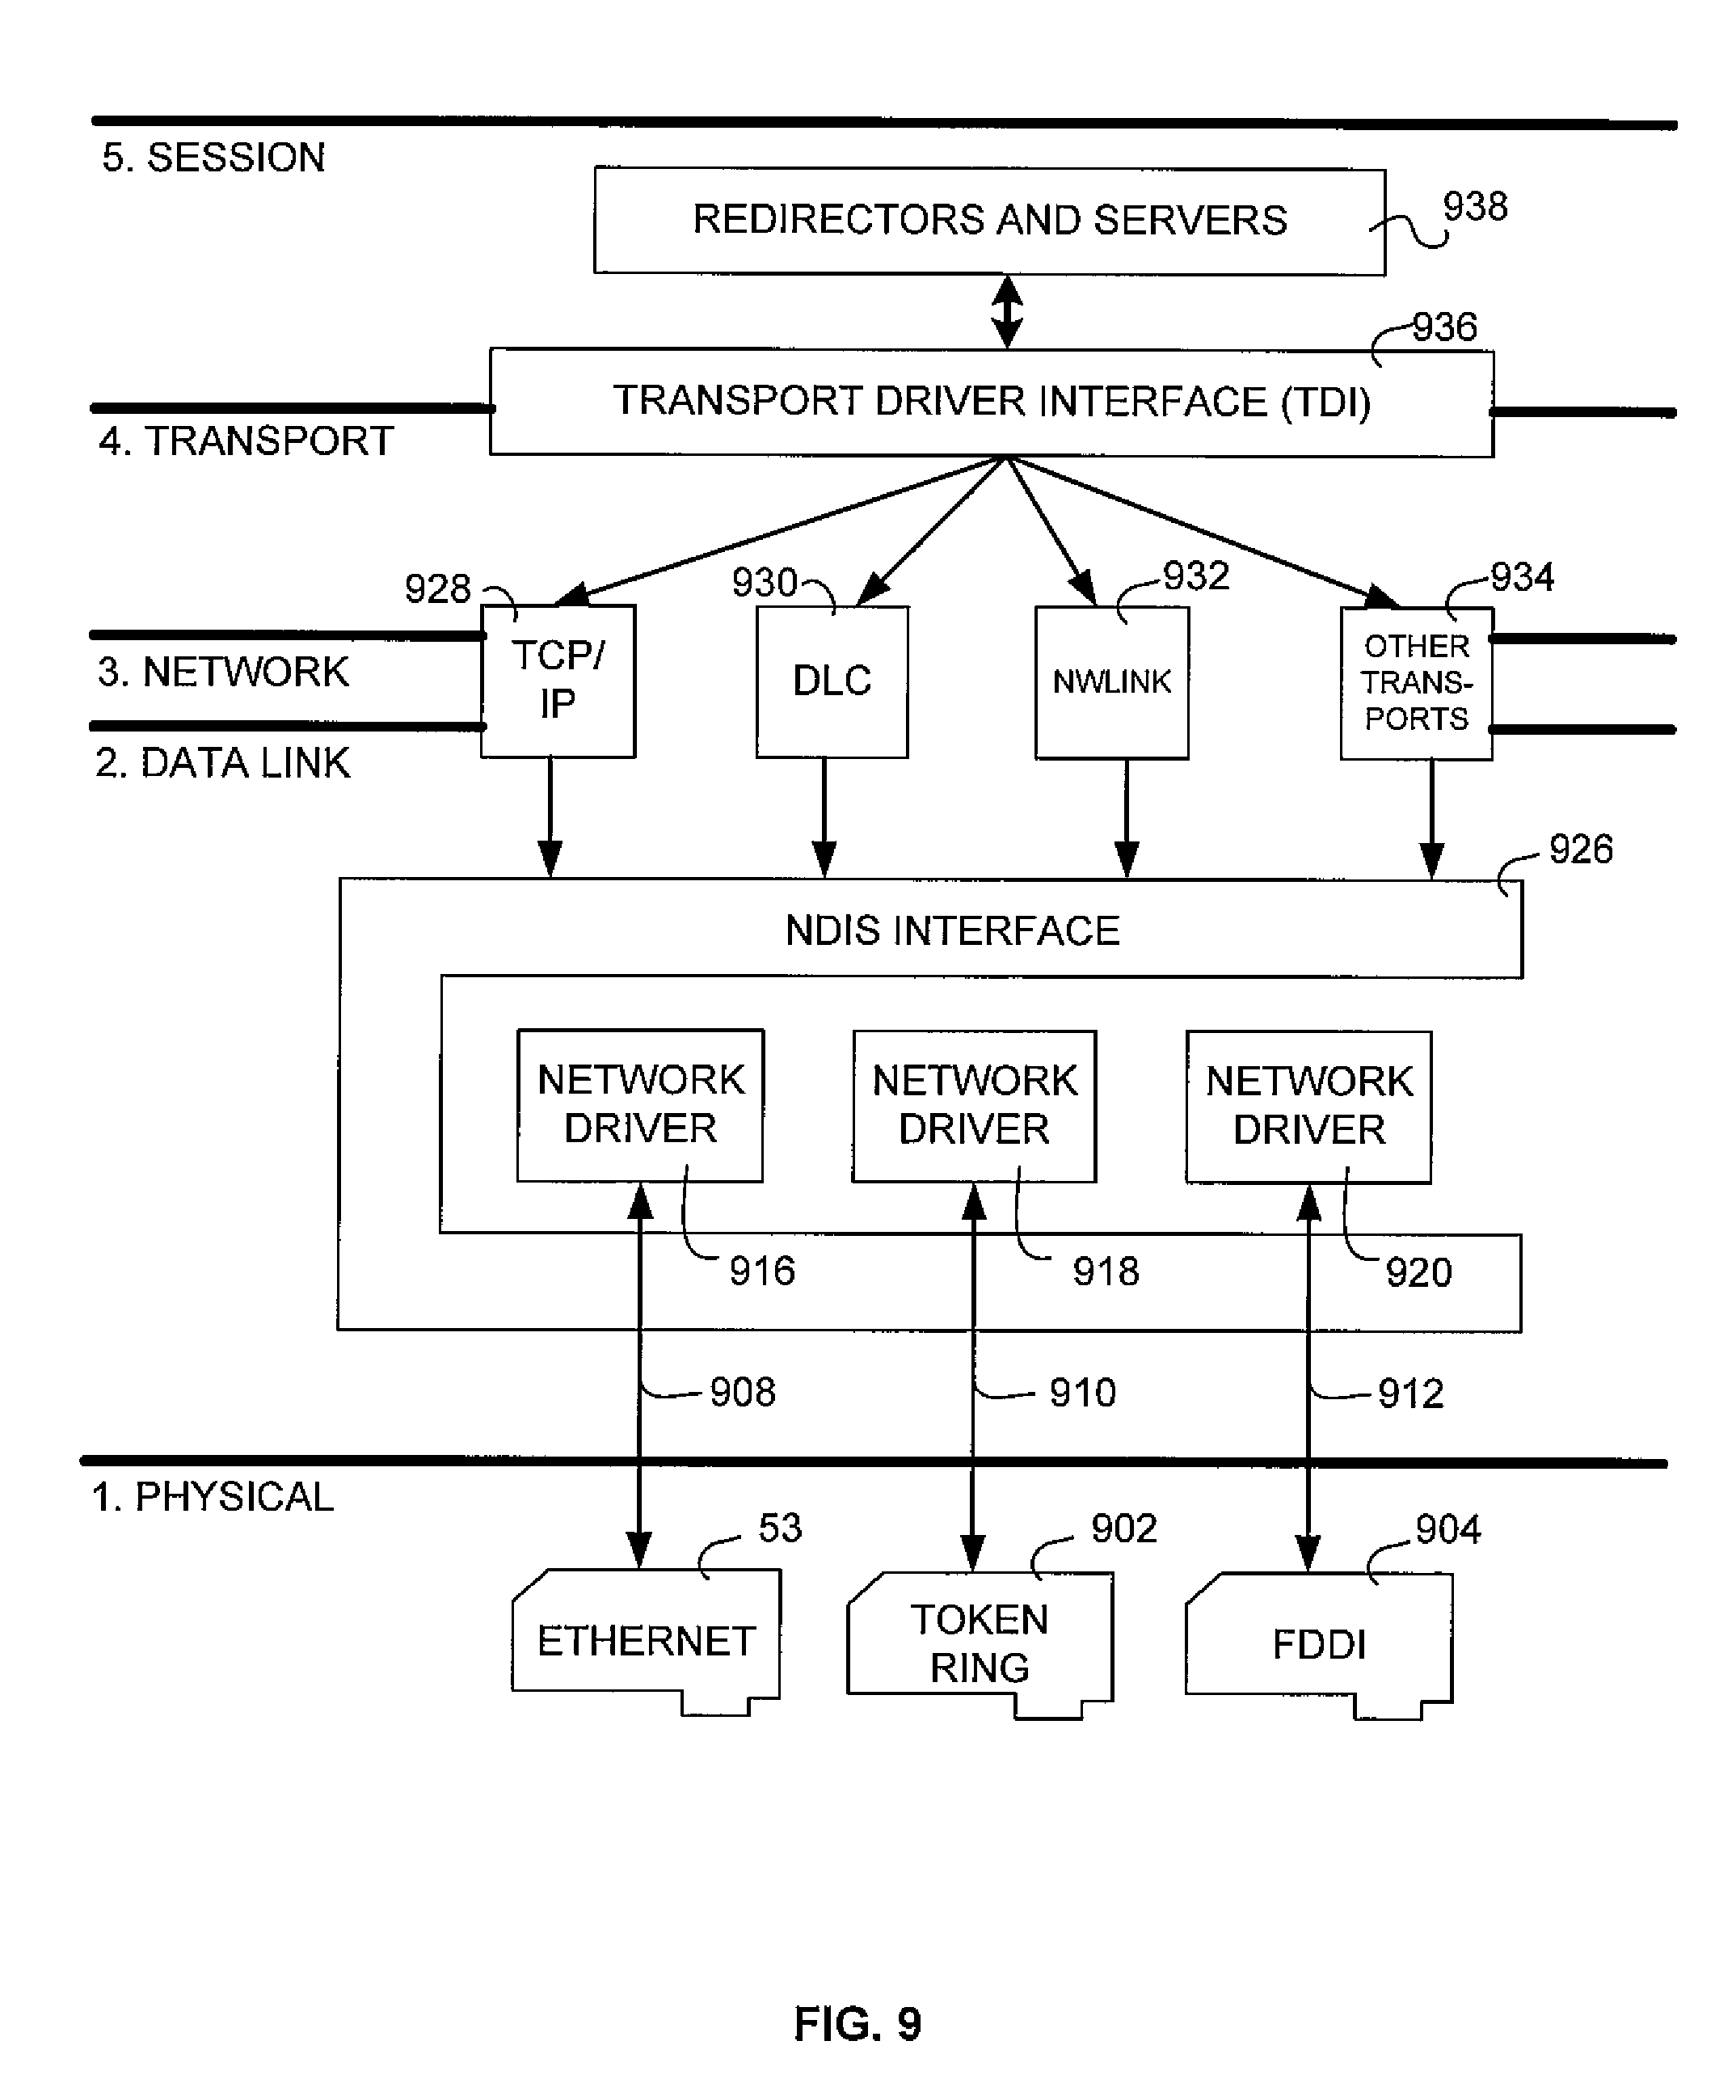 5. SESSION
REDIRECTORS AND SERVERS
938
936
TRANSPORT DRIVER INTERFACE (TDI)
4. TRANSPORT
928
930
932
934
TCP/
IP
DLC
NWLINK
OTHER
TRANS-
PORTS
3. NETWORK
2. DATA LINK
926
NDIS INTERFACE
NETWORK
DRIVER
NETWORK
DRIVER
NETWORK
DRIVER
916
918
920
908
910
912
1. PHYSICAL
53
902
904
ETHERNET
TOKEN
RING
FDDI
FIG. 9